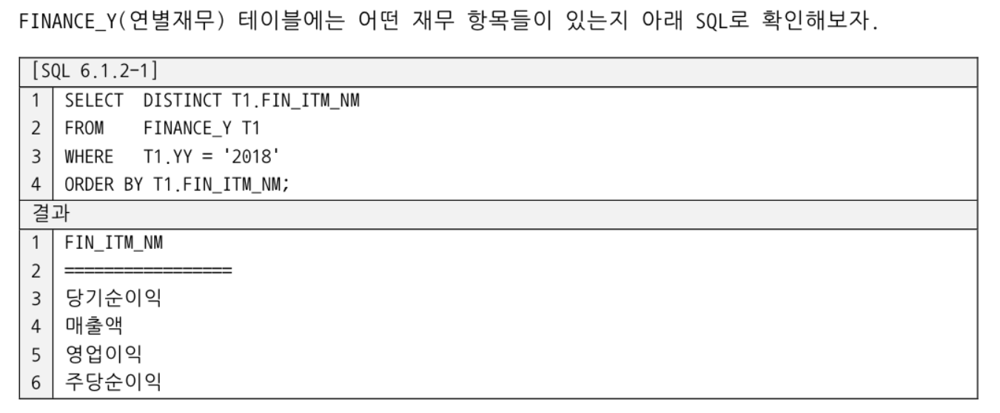 FINANCE_Y(연별재무) 테이블에는 어떤 재무 항목들이 있는지 아래 SQL로 확인해보자.
[SQL 6.1.2-1]
1 SELECT DISTINCT T1.FIN_ITM_NM
2 FROM FINANCE_Y T1
3 WHERE T1.YY = '2018'
4 ORDER BY T1.FIN_ITM_NM;
결과
1 FIN_ITM_NM
2 =================
3 당기순이익
4 매출액
5 영업이익
6 주당순이익